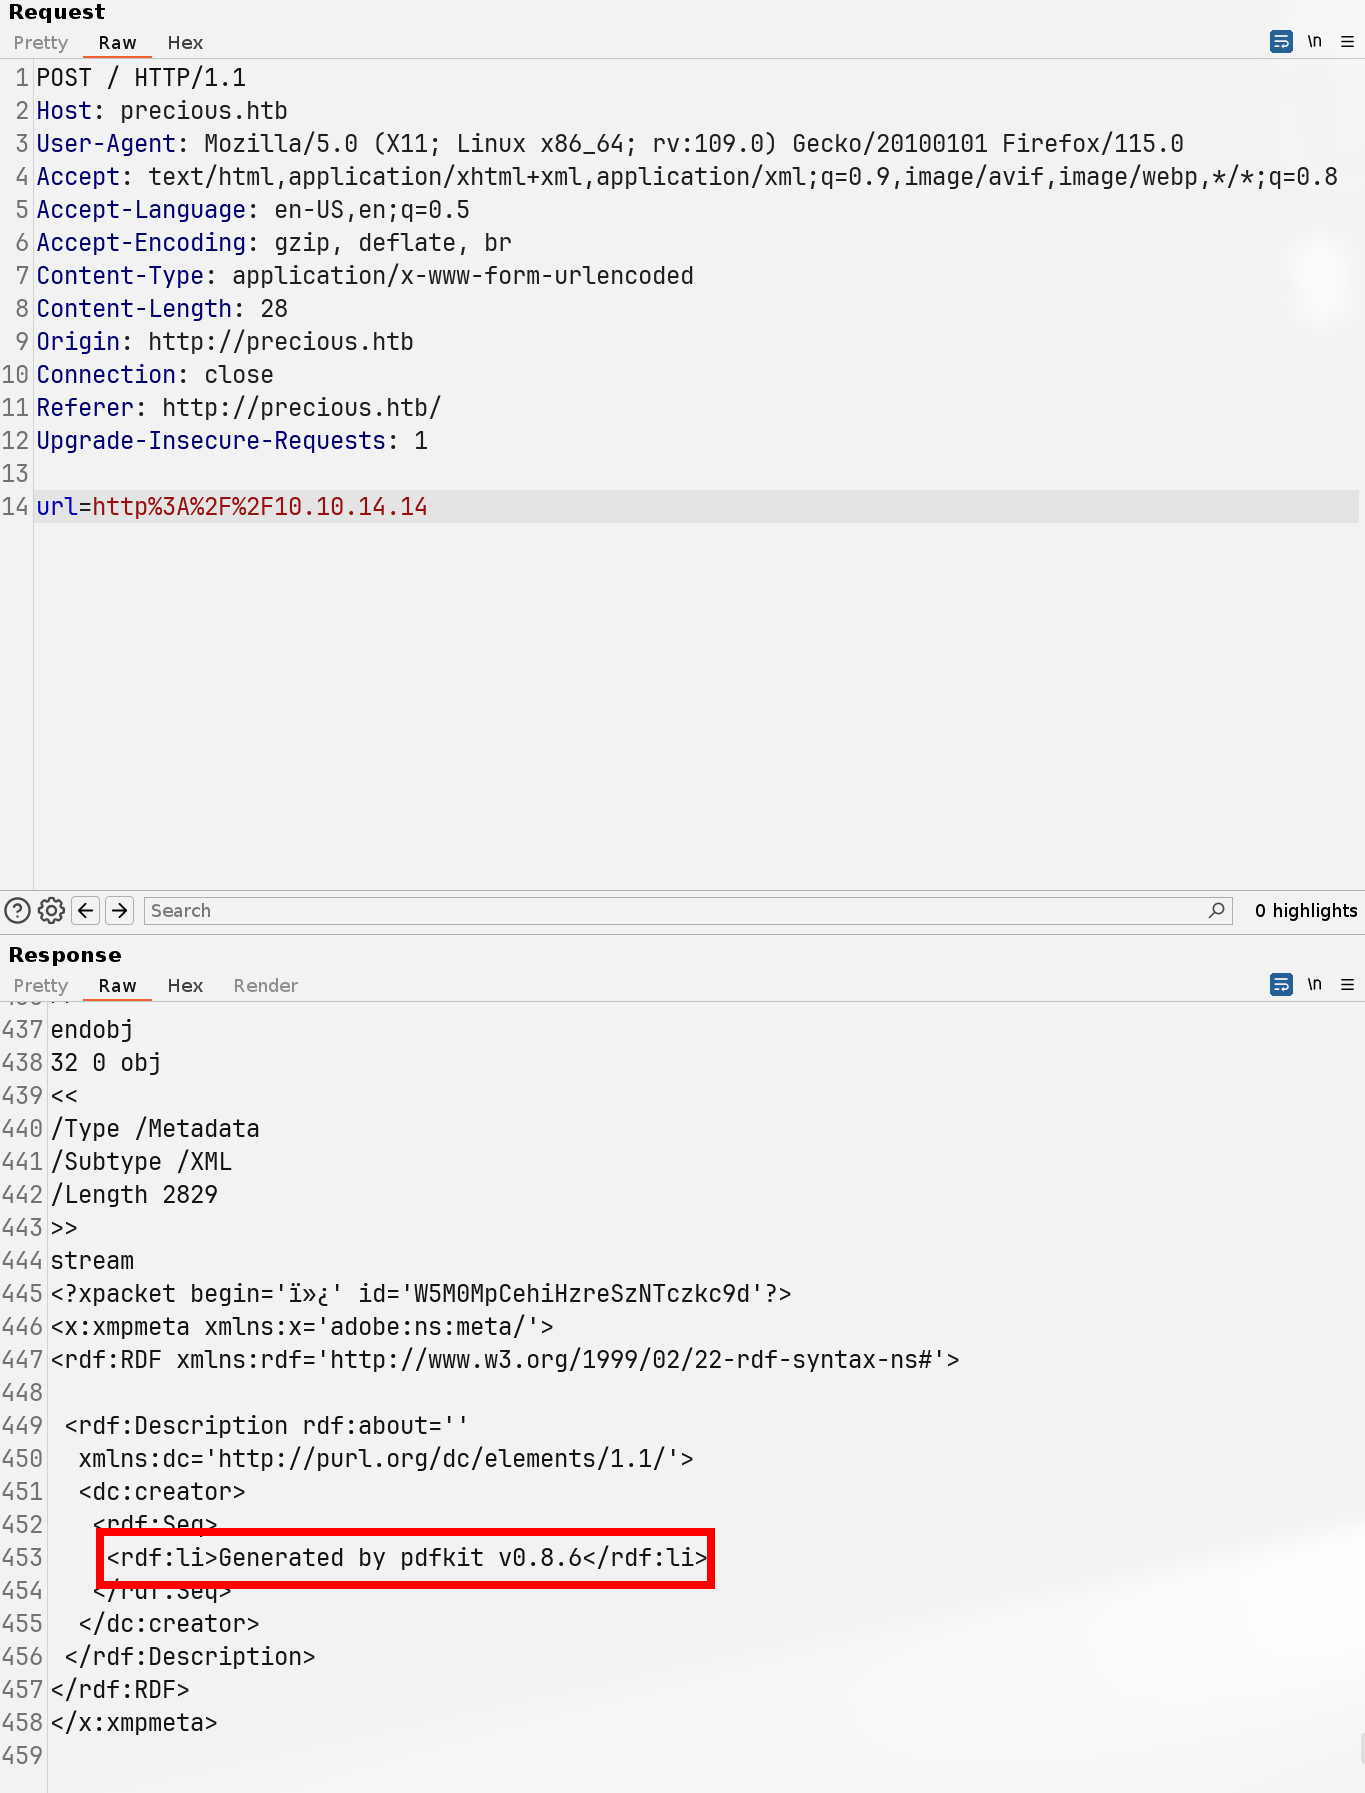 Request
Pretty Raw Hex \n
1 POST / HTTP/1.1
2 Host: precious.htb
3 User-Agent: Mozilla/5.0 (X11; Linux x86_64; rv:109.0) Gecko/20100101 Firefox/115.0
4 Accept: text/html,application/xhtml+xml,application/xml;q=0.9,image/avif,image/webp,*/*;q=0.8
5 Accept-Language: en-US,en;q=0.5
6 Accept-Encoding: gzip, deflate, br
7 Content-Type: application/x-www-form-urlencoded
8 Content-Length: 28
9 Origin: http://precious.htb
10 Connection: close
11 Referer: http://precious.htb/
12 Upgrade-Insecure-Requests: 1
13
14 url=http%3A%2F%2F10.10.14.14
Search 0 highlights
Response
Pretty Raw Hex Render \n
437 endobj
438 32 0 obj
439 <<
440 /Type /Metadata
441 /Subtype /XML
442 /Length 2829
443 >>
444 stream
445 <?xpacket begin='ï»¿' id='W5M0MpCehiHzreSzNTczkc9d'?>
446 <x:xmpmeta xmlns:x='adobe:ns:meta/'>
447 <rdf:RDF xmlns:rdf='http://www.w3.org/1999/02/22-rdf-syntax-ns#'>
448
449 <rdf:Description rdf:about=''
450 xmlns:dc='http://purl.org/dc/elements/1.1/'>
451 <dc:creator>
452 <rdf:Seq>
453 <rdf:li>Generated by pdfkit v0.8.6</rdf:li>
454 </rdf:Seq>
455 </dc:creator>
456 </rdf:Description>
457 </rdf:RDF>
458 </x:xmpmeta>
459